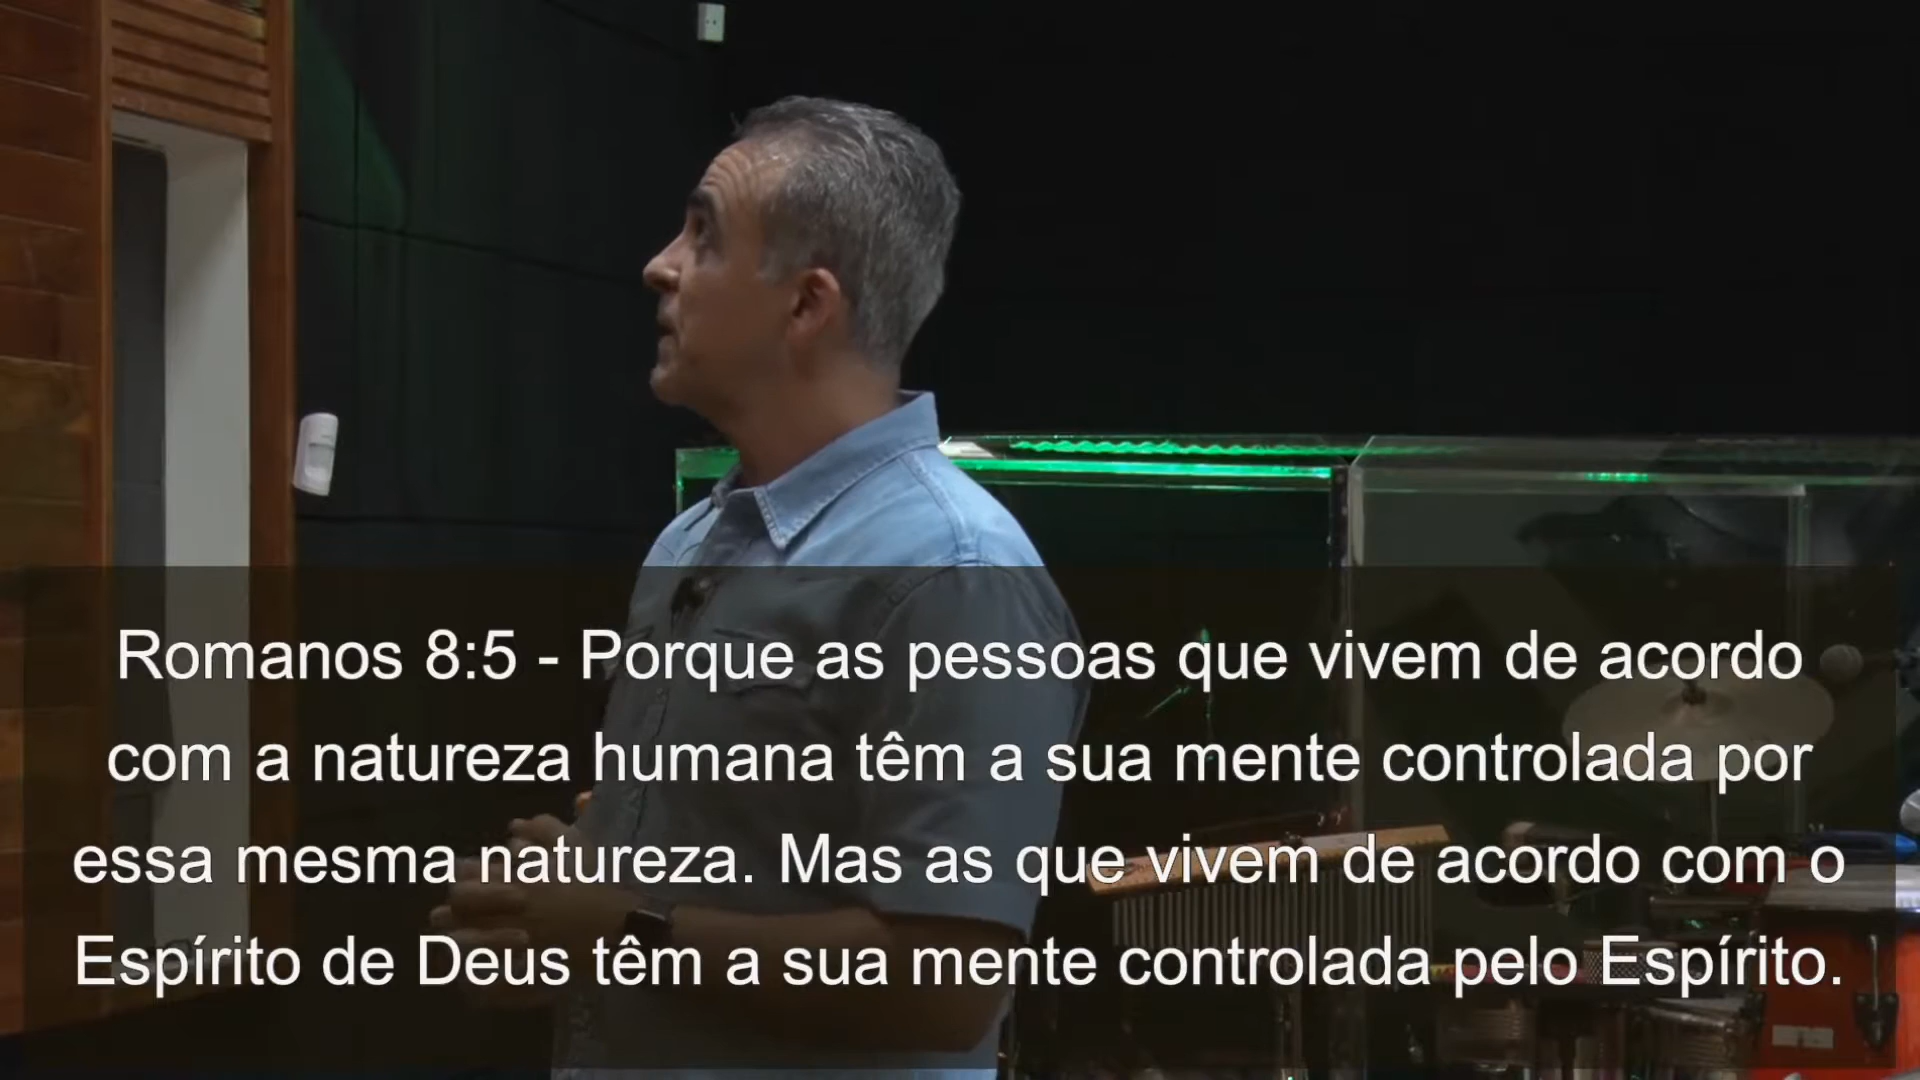 Romanos 8:5 - Porque as pessoas que vivem de acordo
com a natureza humana têm a sua mente controlada por
essa mesma natureza. Mas as que vivem de acordo com o
Espírito de Deus têm a sua mente controlada pelo Espírito.